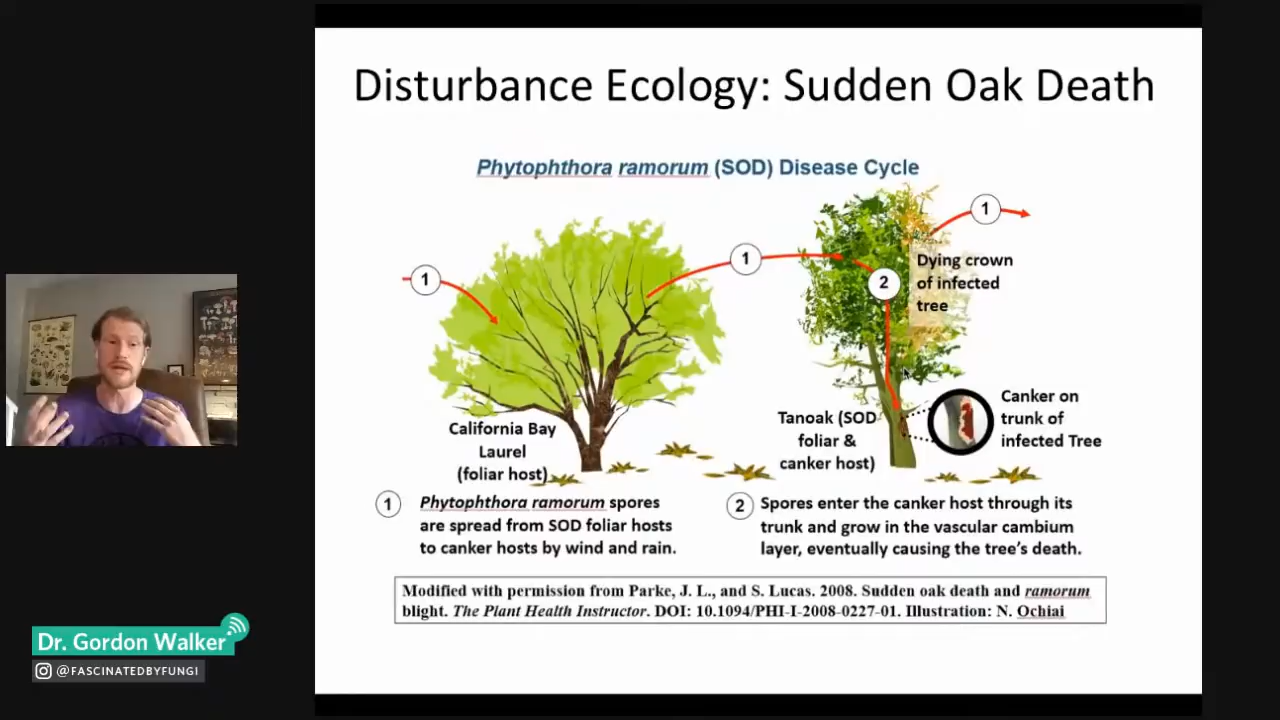 Disturbance Ecology: Sudden Oak Death
Phytophthora ramorum (SOD) Disease Cycle
1
1
1
2
Dying crown
of infected
tree
California Bay
Laurel
(foliar host)
Tanoak (SOD
foliar &
canker host)
Canker on
trunk of
infected Tree
1
Phytophthora ramorum spores
are spread from SOD foliar hosts
to canker hosts by wind and rain.
2
Spores enter the canker host through its
trunk and grow in the vascular cambium
layer, eventually causing the tree's death.
Modified with permission from Parke, J. L., and S. Lucas. 2008. Sudden oak death and ramorum
blight. The Plant Health Instructor. DOI: 10.1094/PHI-I-2008-0227-01. Illustration: N. Ochiai
Dr. Gordon Walker
@FASCINATEDBYFUNGI